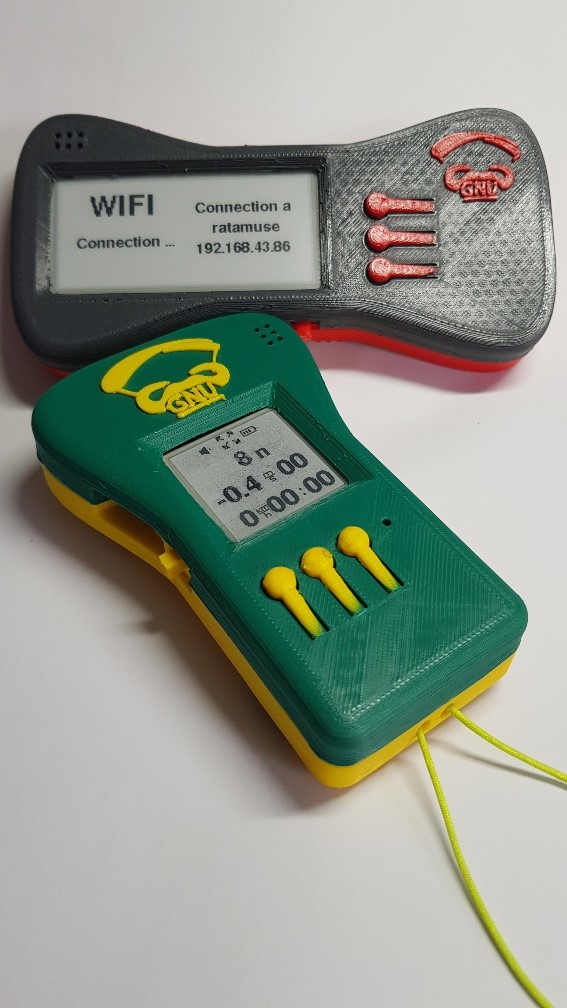 GNU
WIFI
Connection ...
Connection a
ratamuse
192.168.43.86
GNU
8 n
-0.4
00
0
00:00